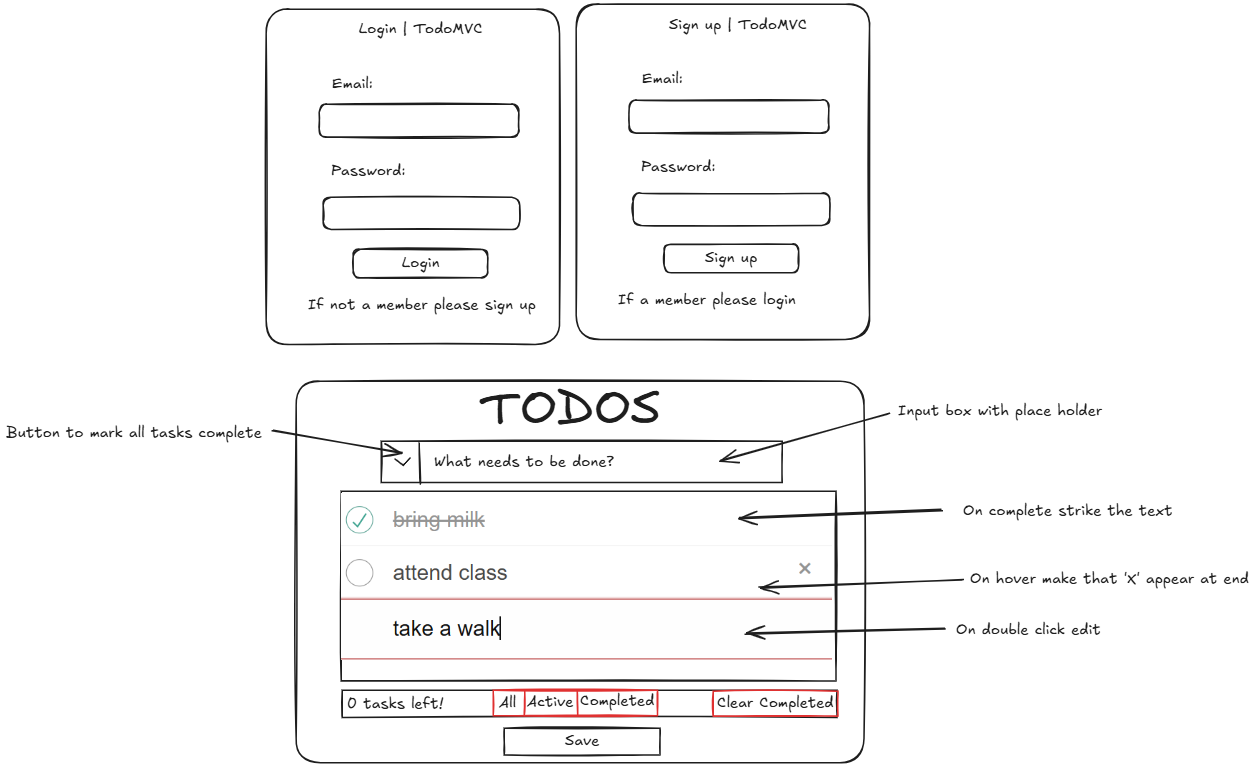 Login | TodoMVC
Email:
Password:
Login
If not a member please sign up
Sign up | TodoMVC
Email:
Password:
Sign up
If a member please login
TODOS
Button to mark all tasks complete
What needs to be done?
Input box with place holder
bring milk
On complete strike the text
attend class
×
On hover make that 'X' appear at end
take a walk
On double click edit
0 tasks left!
All
Active
Completed
Clear Completed
Save